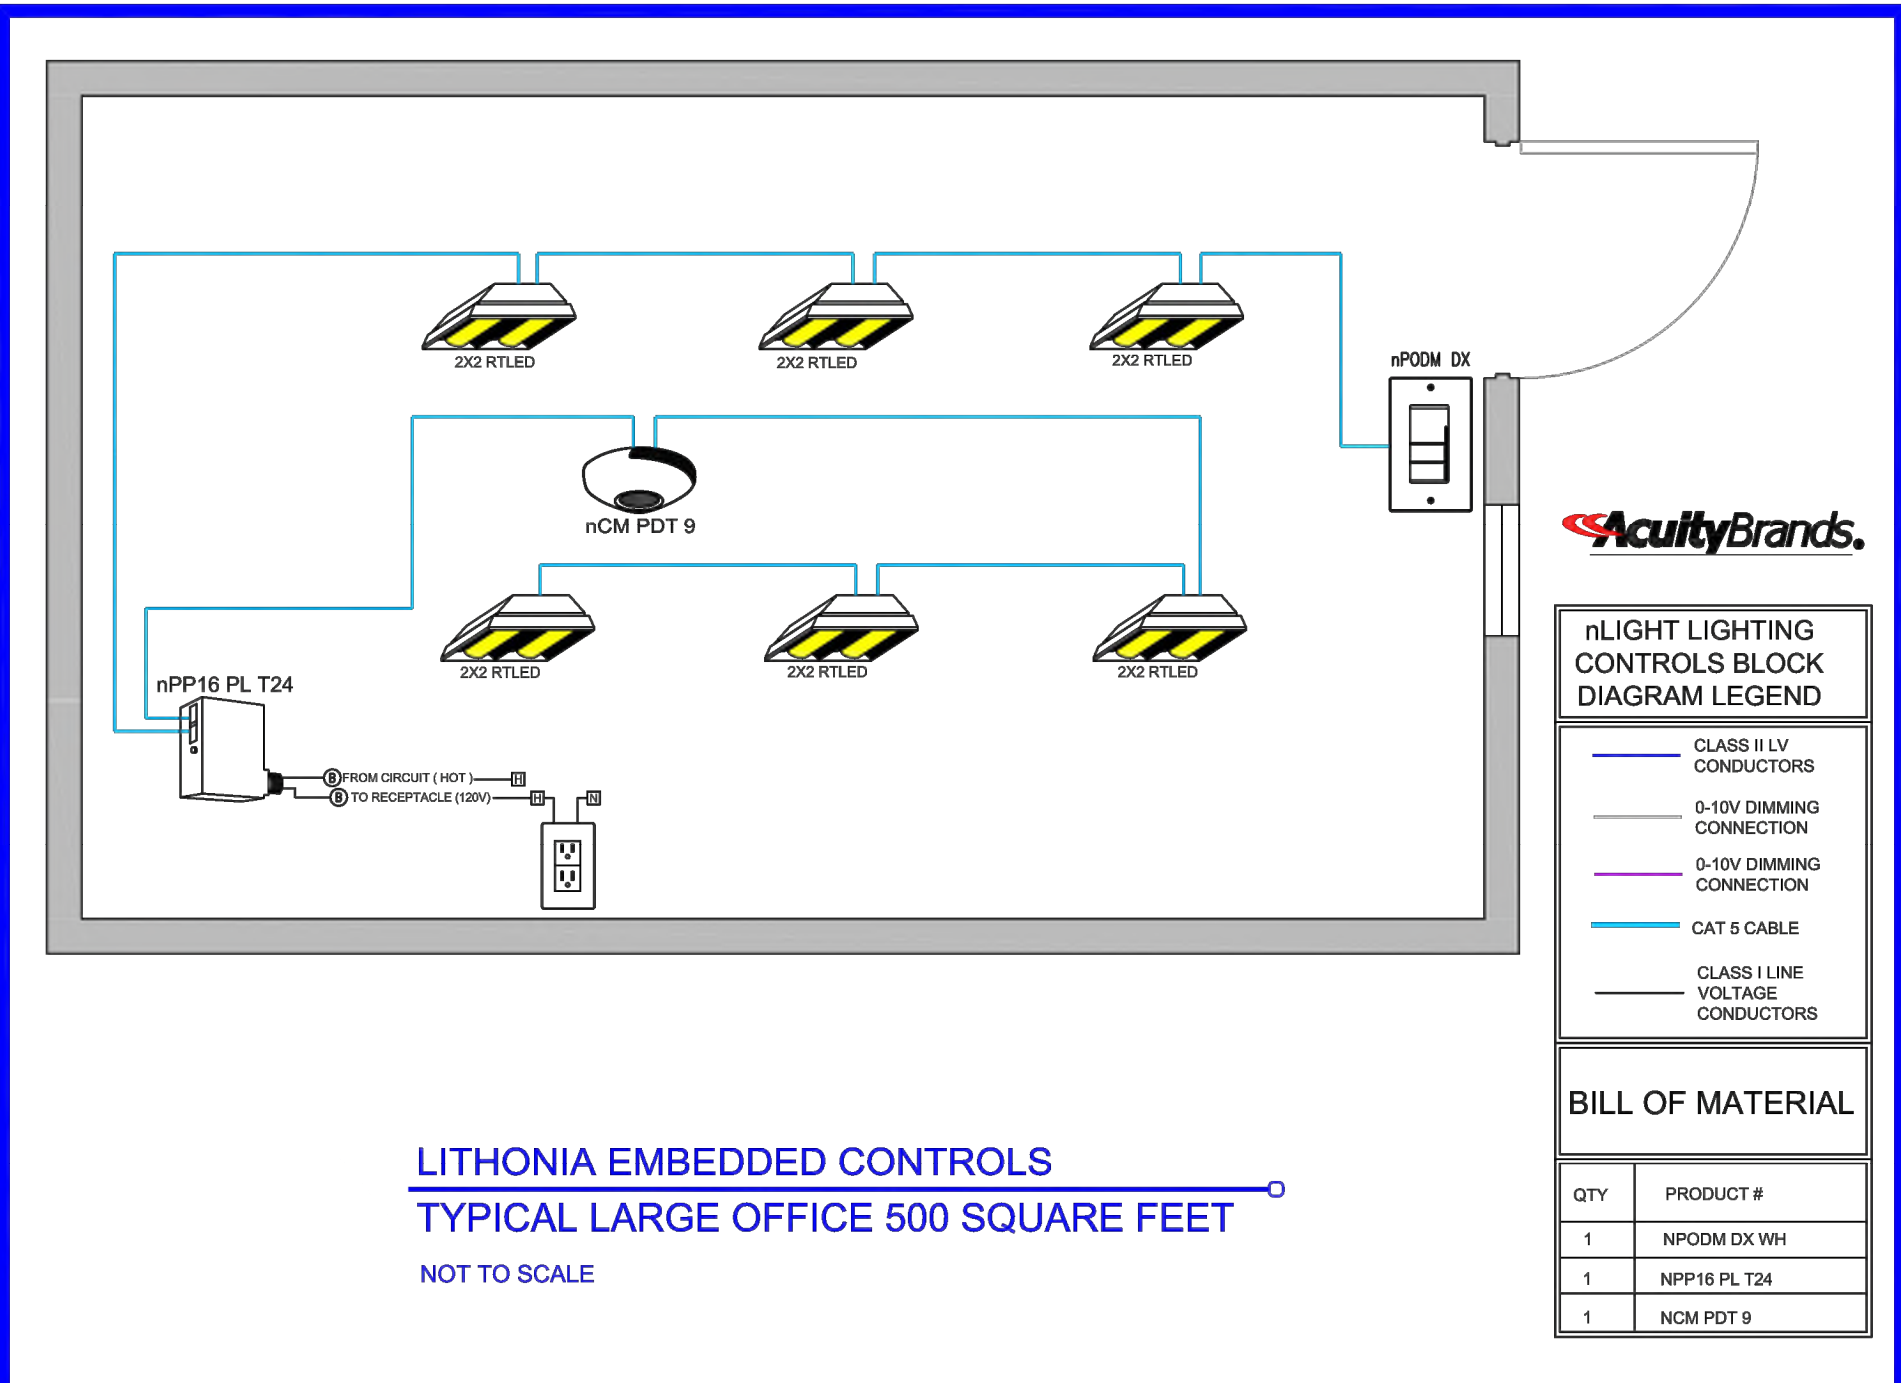 2X2 RTLED
2X2 RTLED
2X2 RTLED
nPODM DX
nCM PDT 9
2X2 RTLED
2X2 RTLED
2X2 RTLED
nPP16 PL T24
B FROM CIRCUIT ( HOT ) H
B TO RECEPTACLE (120V) H N
AcuityBrands.
nLIGHT LIGHTING
CONTROLS BLOCK
DIAGRAM LEGEND
CLASS II LV
CONDUCTORS
0-10V DIMMING
CONNECTION
0-10V DIMMING
CONNECTION
CAT 5 CABLE
CLASS I LINE
VOLTAGE
CONDUCTORS
BILL OF MATERIAL
QTY PRODUCT #
1 NPODM DX WH
1 NPP16 PL T24
1 NCM PDT 9
LITHONIA EMBEDDED CONTROLS
TYPICAL LARGE OFFICE 500 SQUARE FEET
NOT TO SCALE